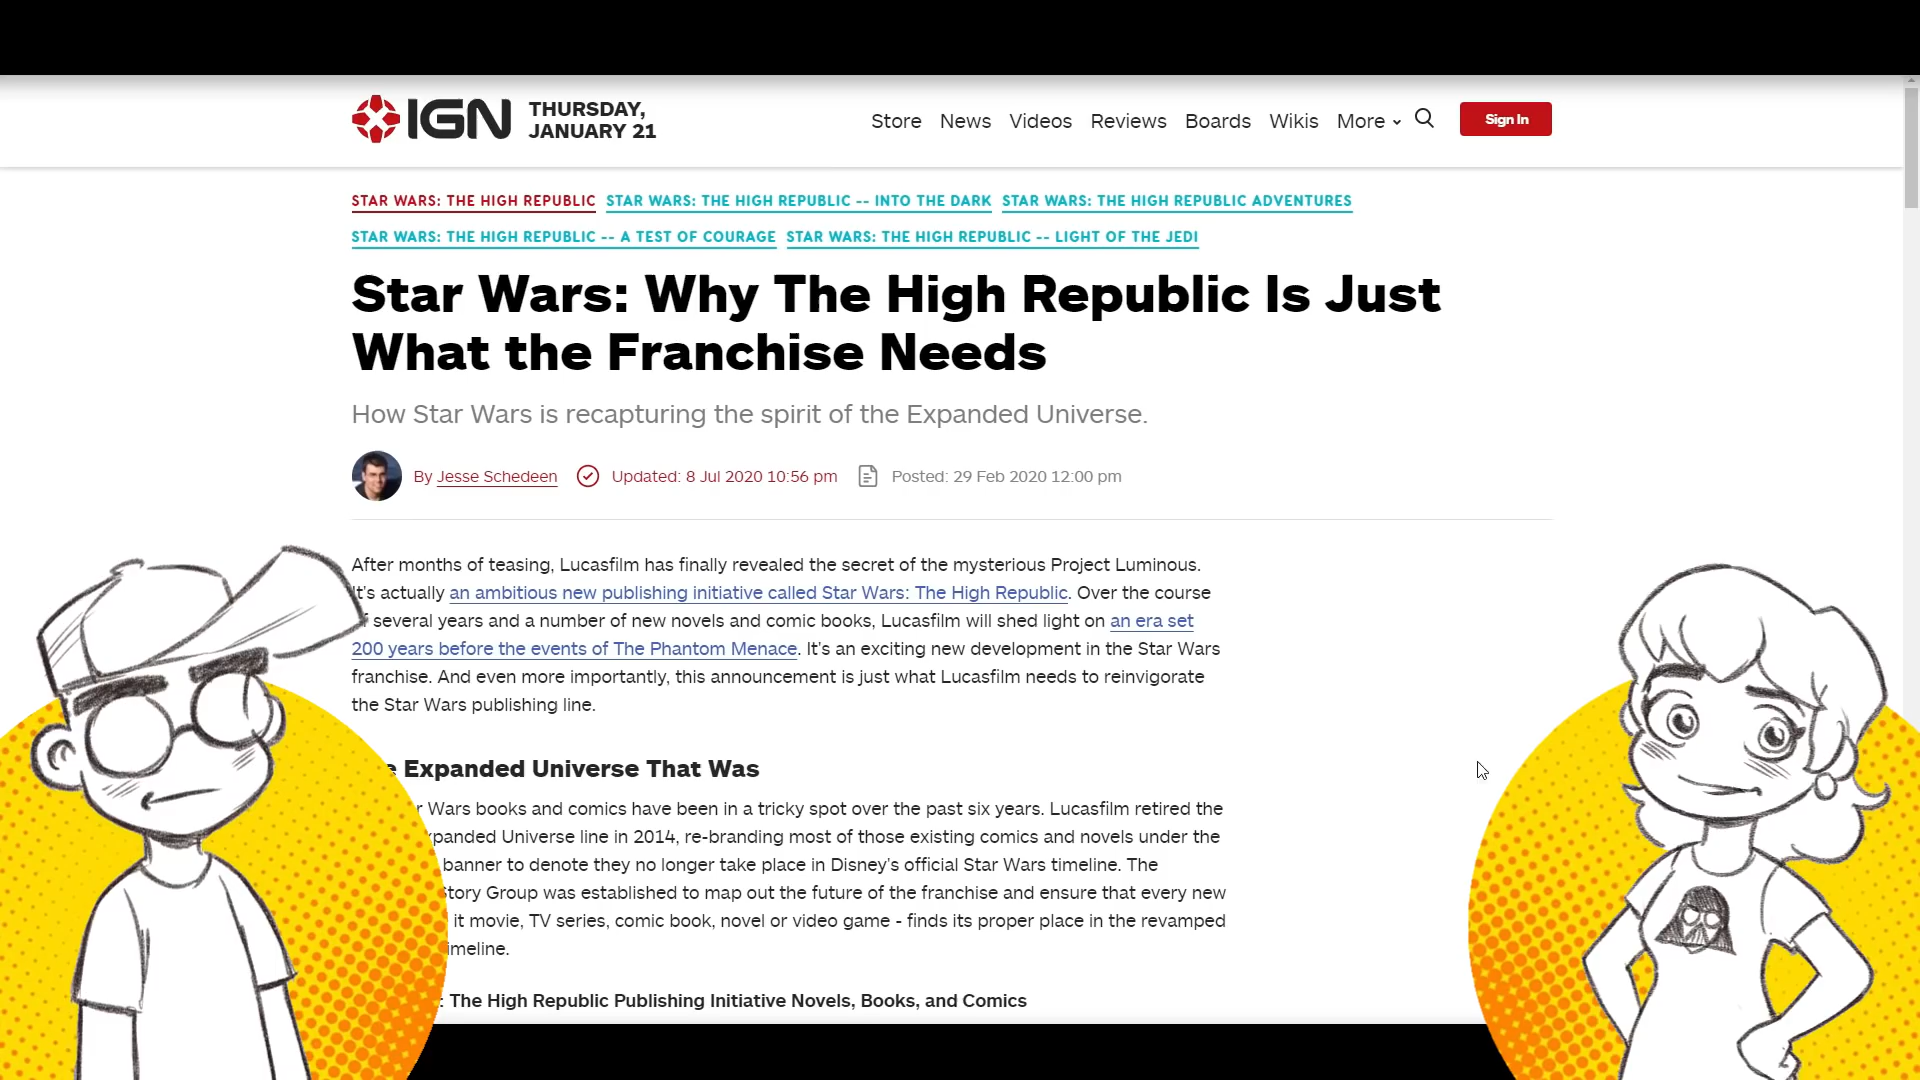 IGN THURSDAY,
JANUARY 21
Store News Videos Reviews Boards Wikis More Sign In
STAR WARS: THE HIGH REPUBLIC STAR WARS: THE HIGH REPUBLIC -- INTO THE DARK STAR WARS: THE HIGH REPUBLIC ADVENTURES
STAR WARS: THE HIGH REPUBLIC -- A TEST OF COURAGE STAR WARS: THE HIGH REPUBLIC -- LIGHT OF THE JEDI
Star Wars: Why The High Republic Is Just
What the Franchise Needs
How Star Wars is recapturing the spirit of the Expanded Universe.
By Jesse Schedeen Updated: 8 Jul 2020 10:56 pm Posted: 29 Feb 2020 12:00 pm
After months of teasing, Lucasfilm has finally revealed the secret of the mysterious Project Luminous.
It's actually an ambitious new publishing initiative called Star Wars: The High Republic. Over the course
several years and a number of new novels and comic books, Lucasfilm will shed light on an era set
200 years before the events of The Phantom Menace. It's an exciting new development in the Star Wars
franchise. And even more importantly, this announcement is just what Lucasfilm needs to reinvigorate
the Star Wars publishing line.
Expanded Universe That Was
Wars books and comics have been in a tricky spot over the past six years. Lucasfilm retired the
Universe line in 2014, re-branding most of those existing comics and novels under the
banner to denote they no longer take place in Disney's official Star Wars timeline. The
Story Group was established to map out the future of the franchise and ensure that every new
it movie, TV series, comic book, novel or video game - finds its proper place in the revamped
timeline.
: The High Republic Publishing Initiative Novels, Books, and Comics